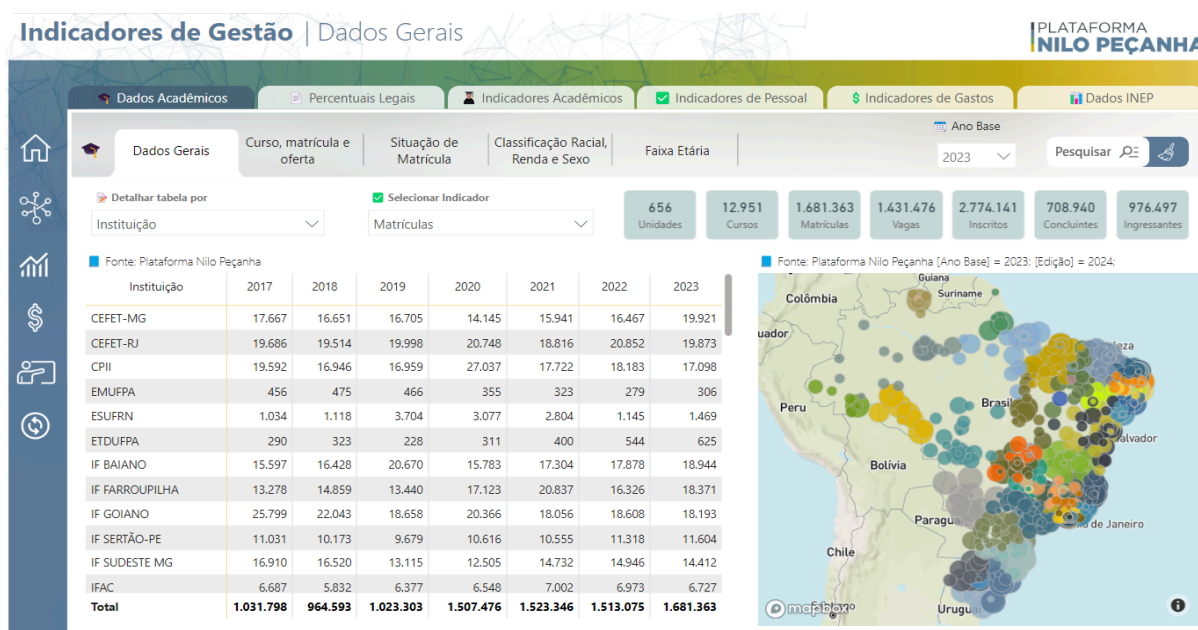 Indicadores de Gestão | Dados Gerais
PLATAFORMA
NILO PEÇANHA
Dados Acadêmicos
Percentuais Legais
Indicadores Acadêmicos
Indicadores de Pessoal
Indicadores de Gastos
Dados INEP
Dados Gerais
Curso, matrícula e
oferta
Situação de
Matrícula
Classificação Racial,
Renda e Sexo
Faixa Etária
Ano Base
2023
Pesquisar
Detalhar tabela por
Instituição
Selecionar Indicador
Matrículas
656
Unidades
12.951
Cursos
1.681.363
Matrículas
1.431.476
Vagas
2.774.141
Inscritos
708.940
Concluintes
976.497
Ingressantes
Fonte: Plataforma Nilo Peçanha
Instituição 2017 2018 2019 2020 2021 2022 2023
CEFET-MG 17.667 16.651 16.705 14.145 15.941 16.467 19.921
CEFET-RJ 19.686 19.514 19.998 20.748 18.816 20.852 19.873
CPII 19.592 16.946 16.959 27.037 17.722 18.183 17.098
EMUFPA 456 475 466 355 323 279 306
ESUFRN 1.034 1.118 3.704 3.077 2.804 1.145 1.469
ETDUFPA 290 323 228 311 400 544 625
IF BAIANO 15.597 16.428 20.670 15.783 17.304 17.878 18.944
IF FARROUPILHA 13.278 14.859 13.440 17.123 20.837 16.326 18.371
IF GOIANO 25.799 22.043 18.658 20.366 18.056 18.608 18.193
IF SERTÃO-PE 11.031 10.173 9.679 10.616 10.555 11.318 11.604
IF SUDESTE MG 16.910 16.520 13.115 12.505 14.732 14.946 14.412
IFAC 6.687 5.832 6.377 6.548 7.002 6.973 6.727
Total 1.031.798 964.593 1.023.303 1.507.476 1.523.346 1.513.075 1.681.363
Fonte: Plataforma Nilo Peçanha [Ano Base] = 2023; [Edição] = 2024;
Guiana
Suriname
Colômbia
uador
leza
Peru
Brasil
alvador
Bolívia
Paragu
de Janeiro
Chile
mapbox
Urugu